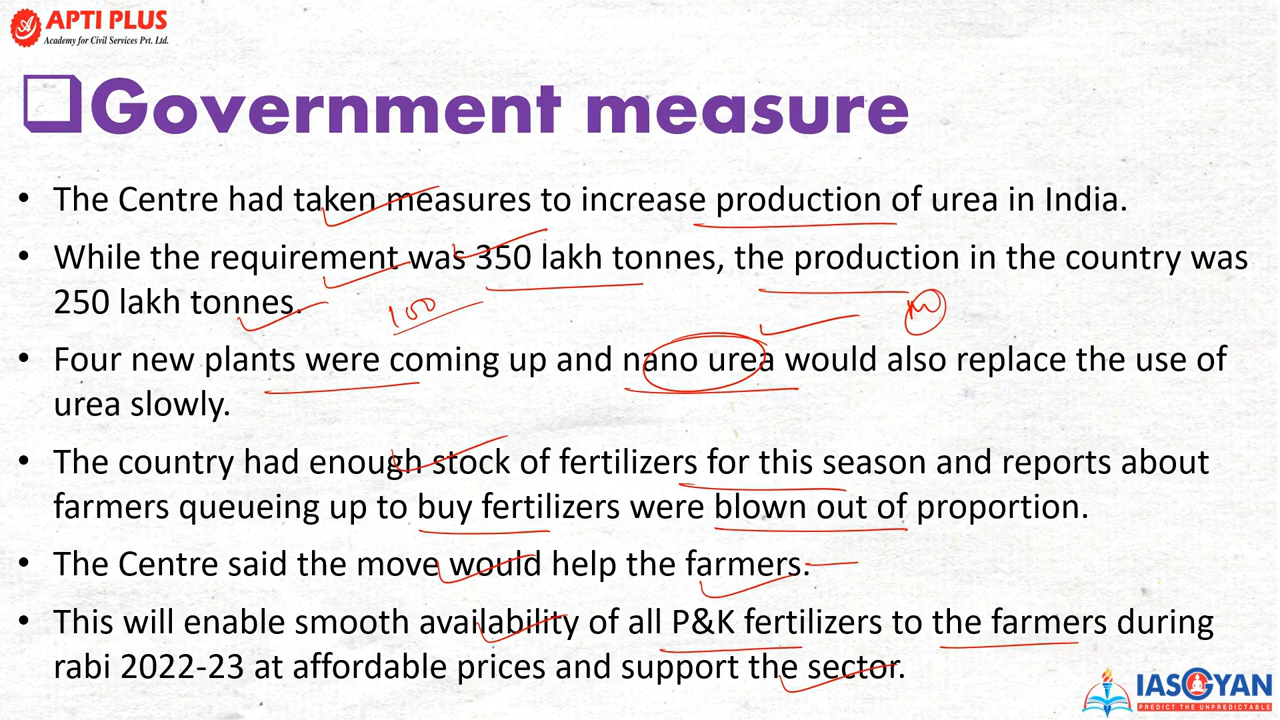 APTI PLUS
Academy for Civil Services Pvt. Ltd.
Government measure
• The Centre had taken measures to increase production of urea in India.
• While the requirement was 350 lakh tonnes, the production in the country was
250 lakh tonnes.
100
• Four new plants were coming up and nano urea would also replace the use of
urea slowly.
• The country had enough stock of fertilizers for this season and reports about
farmers queueing up to buy fertilizers were blown out of proportion.
• The Centre said the move would help the farmers.
• This will enable smooth availability of all P&K fertilizers to the farmers during
rabi 2022-23 at affordable prices and support the sector.
IASGYAN
PREDICT THE UNPREDICTABLE